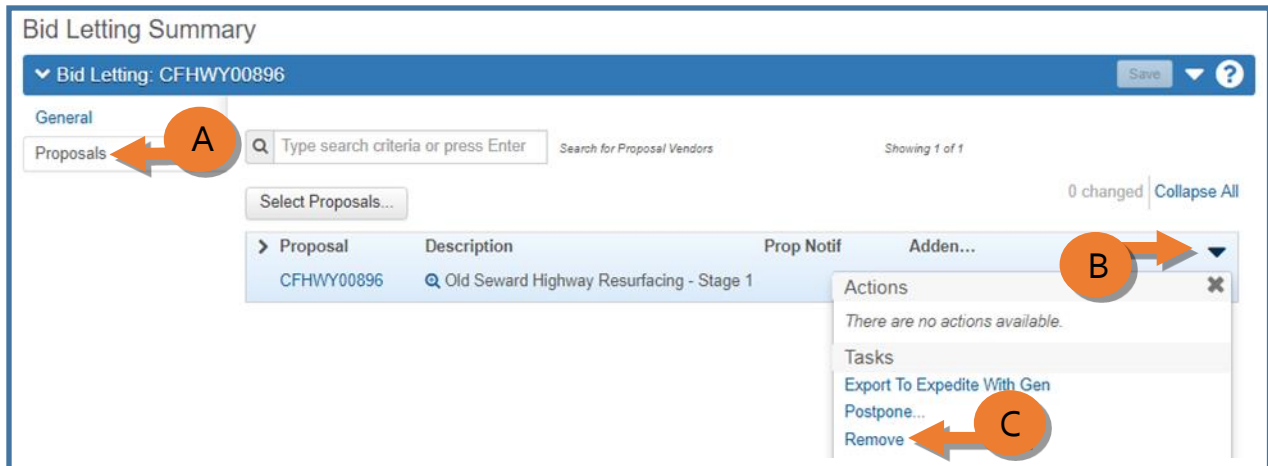 Bid Letting Summary
Bid Letting: CFHWY00896 Save ?
General
Proposals A Type search criteria or press Enter Search for Proposal Vendors Showing 1 of 1
Select Proposals... 0 changed Collapse All
Proposal Description Prop Notif Adden... B
CFHWY00896 Old Seward Highway Resurfacing - Stage 1
Actions
There are no actions available.
Tasks
Export To Expedite With Gen
Postpone...
Remove C